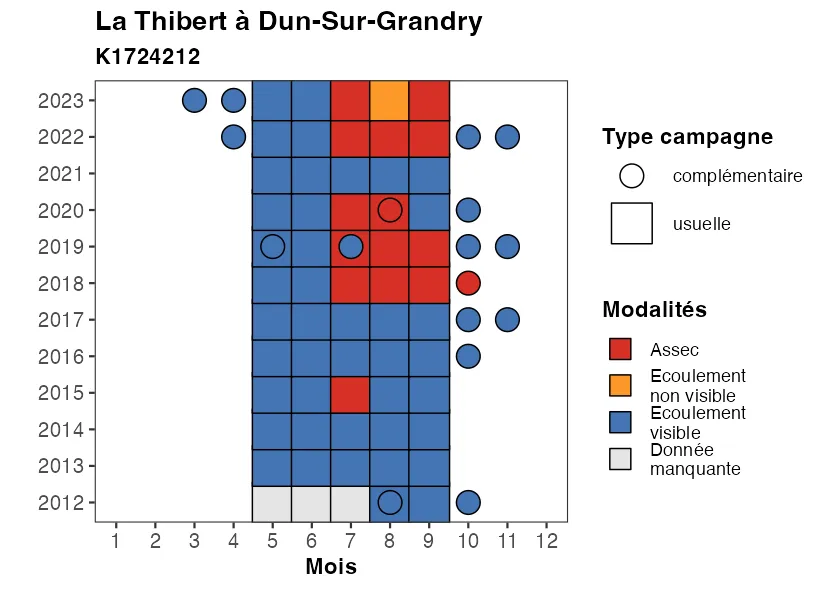 La Thibert à Dun-Sur-Grandry
K1724212
2023
2022
2021
2020
2019
2018
2017
2016
2015
2014
2013
2012
1 2 3 4 5 6 7 8 9 10 11 12
Mois
Type campagne
complémentaire
usuelle
Modalités
Assec
Ecoulement
non visible
Ecoulement
visible
Donnée
manquante